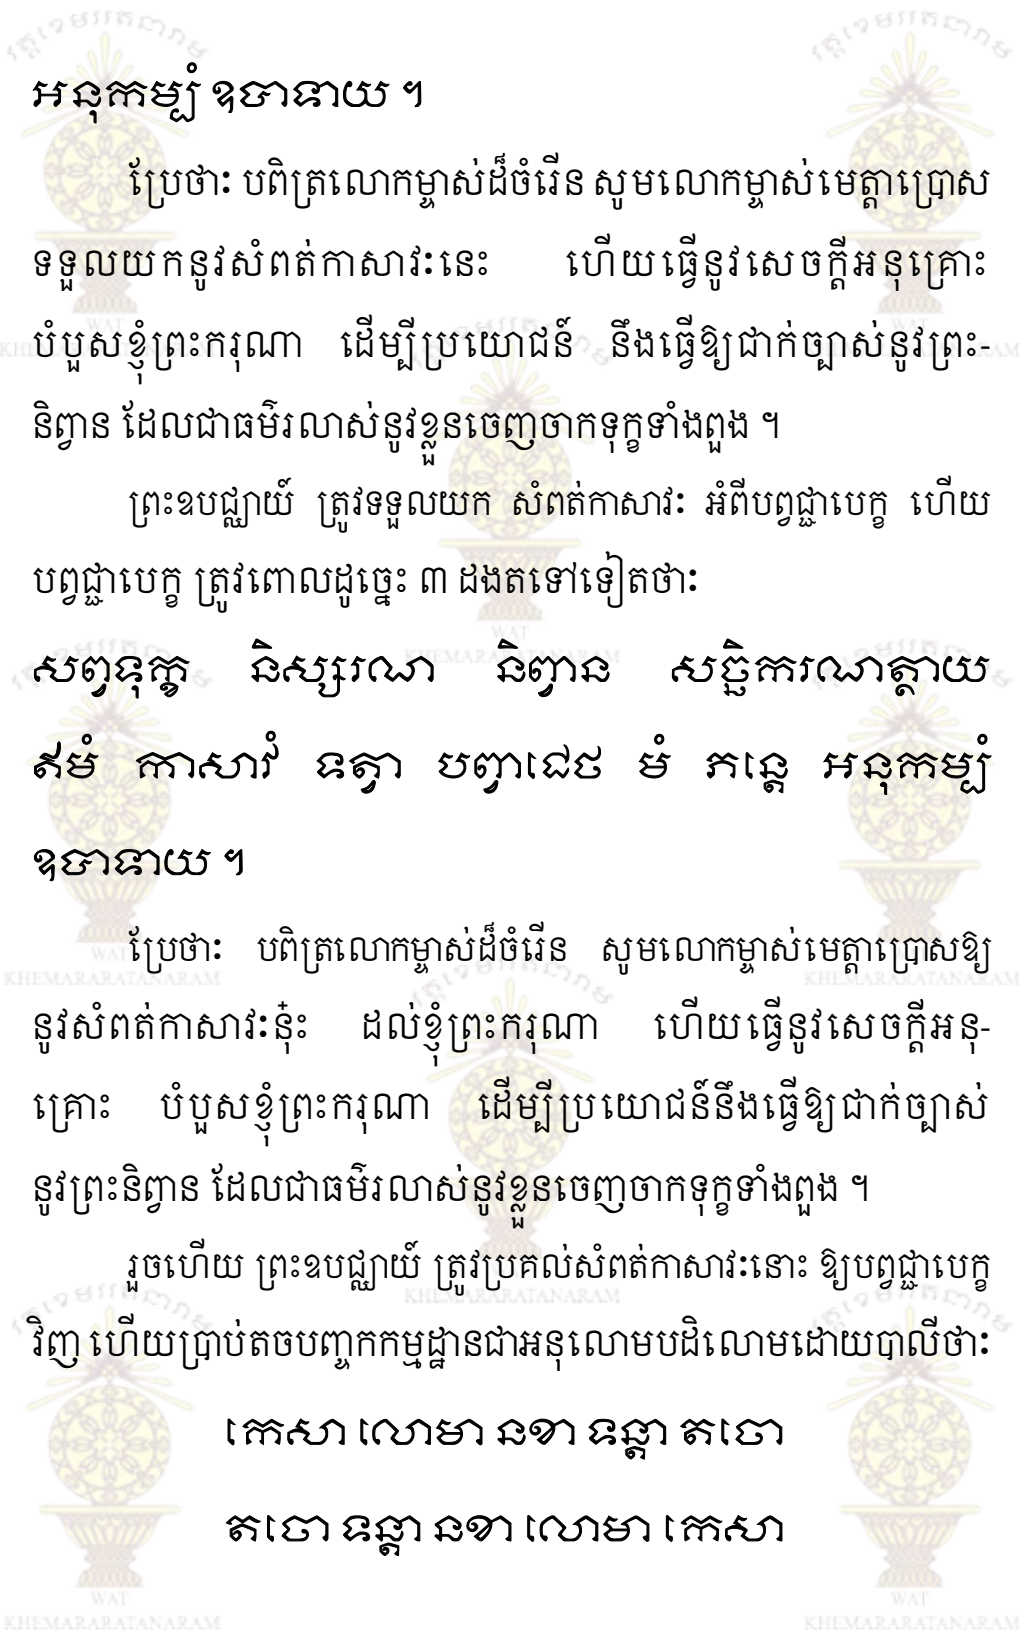 អនុកម្បំ ឧបាទាយ ។
ប្រែថាៈ បពិត្រលោកម្ចាស់ដ៏ចំរើន សូមលោកម្ចាស់មេត្តាប្រោស
ទទួលយកនូវសំពត់កាសាវៈនេះ ហើយធ្វើនូវសេចក្តីអនុគ្រោះ
បំបួសខ្ញុំព្រះករុណា ដើម្បីប្រយោជន៍ នឹងធ្វើឱ្យជាក់ច្បាស់នូវព្រះ-
និព្វាន ដែលជាធម៌រលាស់នូវខ្លួនចេញចាកទុក្ខទាំងពួង ។
ព្រះឧបជ្ឈាយ៍ ត្រូវទទួលយក សំពត់កាសាវៈ អំពីបព្វជ្ជាបេក្ខ ហើយ
បព្វជ្ជាបេក្ខ ត្រូវពោលដូច្នេះ ៣ ដងតទៅទៀតថាៈ
សព្វទុក្ខ និស្សរណា និព្វាន សច្ឆិករណាត្ថាយ
ឥមំ កាសាវំ ទត្វា បព្វាជេថ មំ ភន្តេ អនុកម្បំ
ឧបាទាយ ។
ប្រែថាៈ បពិត្រលោកម្ចាស់ដ៏ចំរើន សូមលោកម្ចាស់មេត្តាប្រោសឱ្យ
នូវសំពត់កាសាវៈនុ៎ះ ដល់ខ្ញុំព្រះករុណា ហើយធ្វើនូវសេចក្តីអនុ-
គ្រោះ បំបួសខ្ញុំព្រះករុណា ដើម្បីប្រយោជន៍នឹងធ្វើឱ្យជាក់ច្បាស់
នូវព្រះនិព្វាន ដែលជាធម៌រលាស់នូវខ្លួនចេញចាកទុក្ខទាំងពួង ។
រួចហើយ ព្រះឧបជ្ឈាយ៍ ត្រូវប្រគល់សំពត់កាសាវៈនោះ ឱ្យបព្វជ្ជាបេក្ខ
វិញ ហើយប្រាប់តចបញ្ចកកម្មដ្ឋានជាអនុលោមបដិលោមដោយបាលីថាៈ
កេសា លោមា នខា ទន្តា តចោ
តចោ ទន្តា នខា លោមា កេសា
WAT
KHEMARARATANARAM